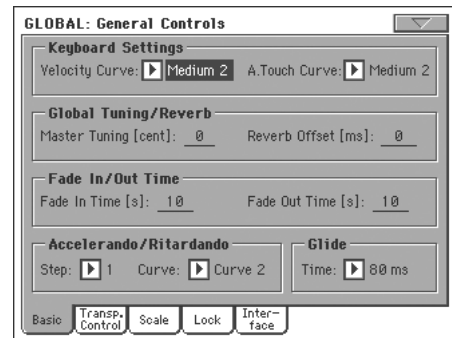 GLOBAL: General Controls
Keyboard Settings
Velocity Curve: Medium 2 A.Touch Curve: Medium 2
Global Tuning/Reverb
Master Tuning [cent]: 0 Reverb Offset [ms]: 0
Fade In/Out Time
Fade In Time [s]: 10 Fade Out Time [s]: 10
Accelerando/Ritardando Glide
Step: 1 Curve: Curve 2 Time: 80 ms
Basic Transp. Control Scale Lock Inter-face